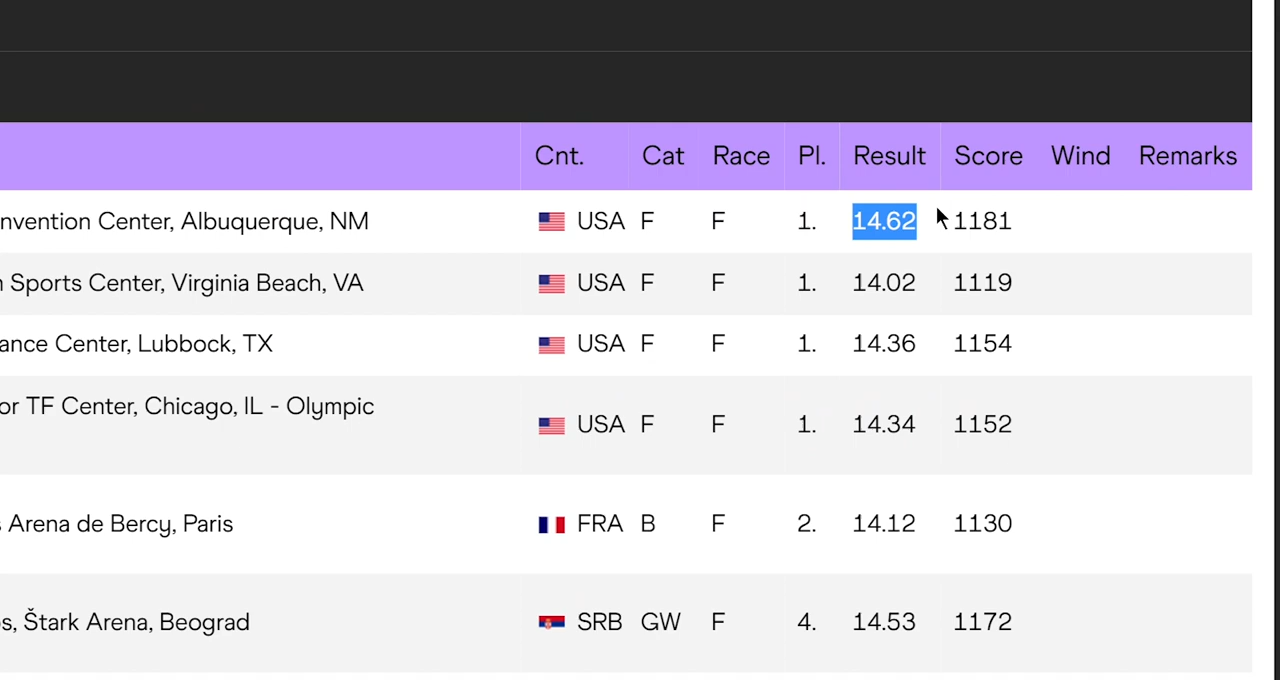 Cnt. Cat Race Pl. Result Score Wind Remarks
nvention Center, Albuquerque, NM USA F F 1. 14.62 1181
Sports Center, Virginia Beach, VA USA F F 1. 14.02 1119
ance Center, Lubbock, TX USA F F 1. 14.36 1154
or TF Center, Chicago, IL - Olympic USA F F 1. 14.34 1152
s Arena de Bercy, Paris FRA B F 2. 14.12 1130
s, Štark Arena, Beograd SRB GW F 4. 14.53 1172